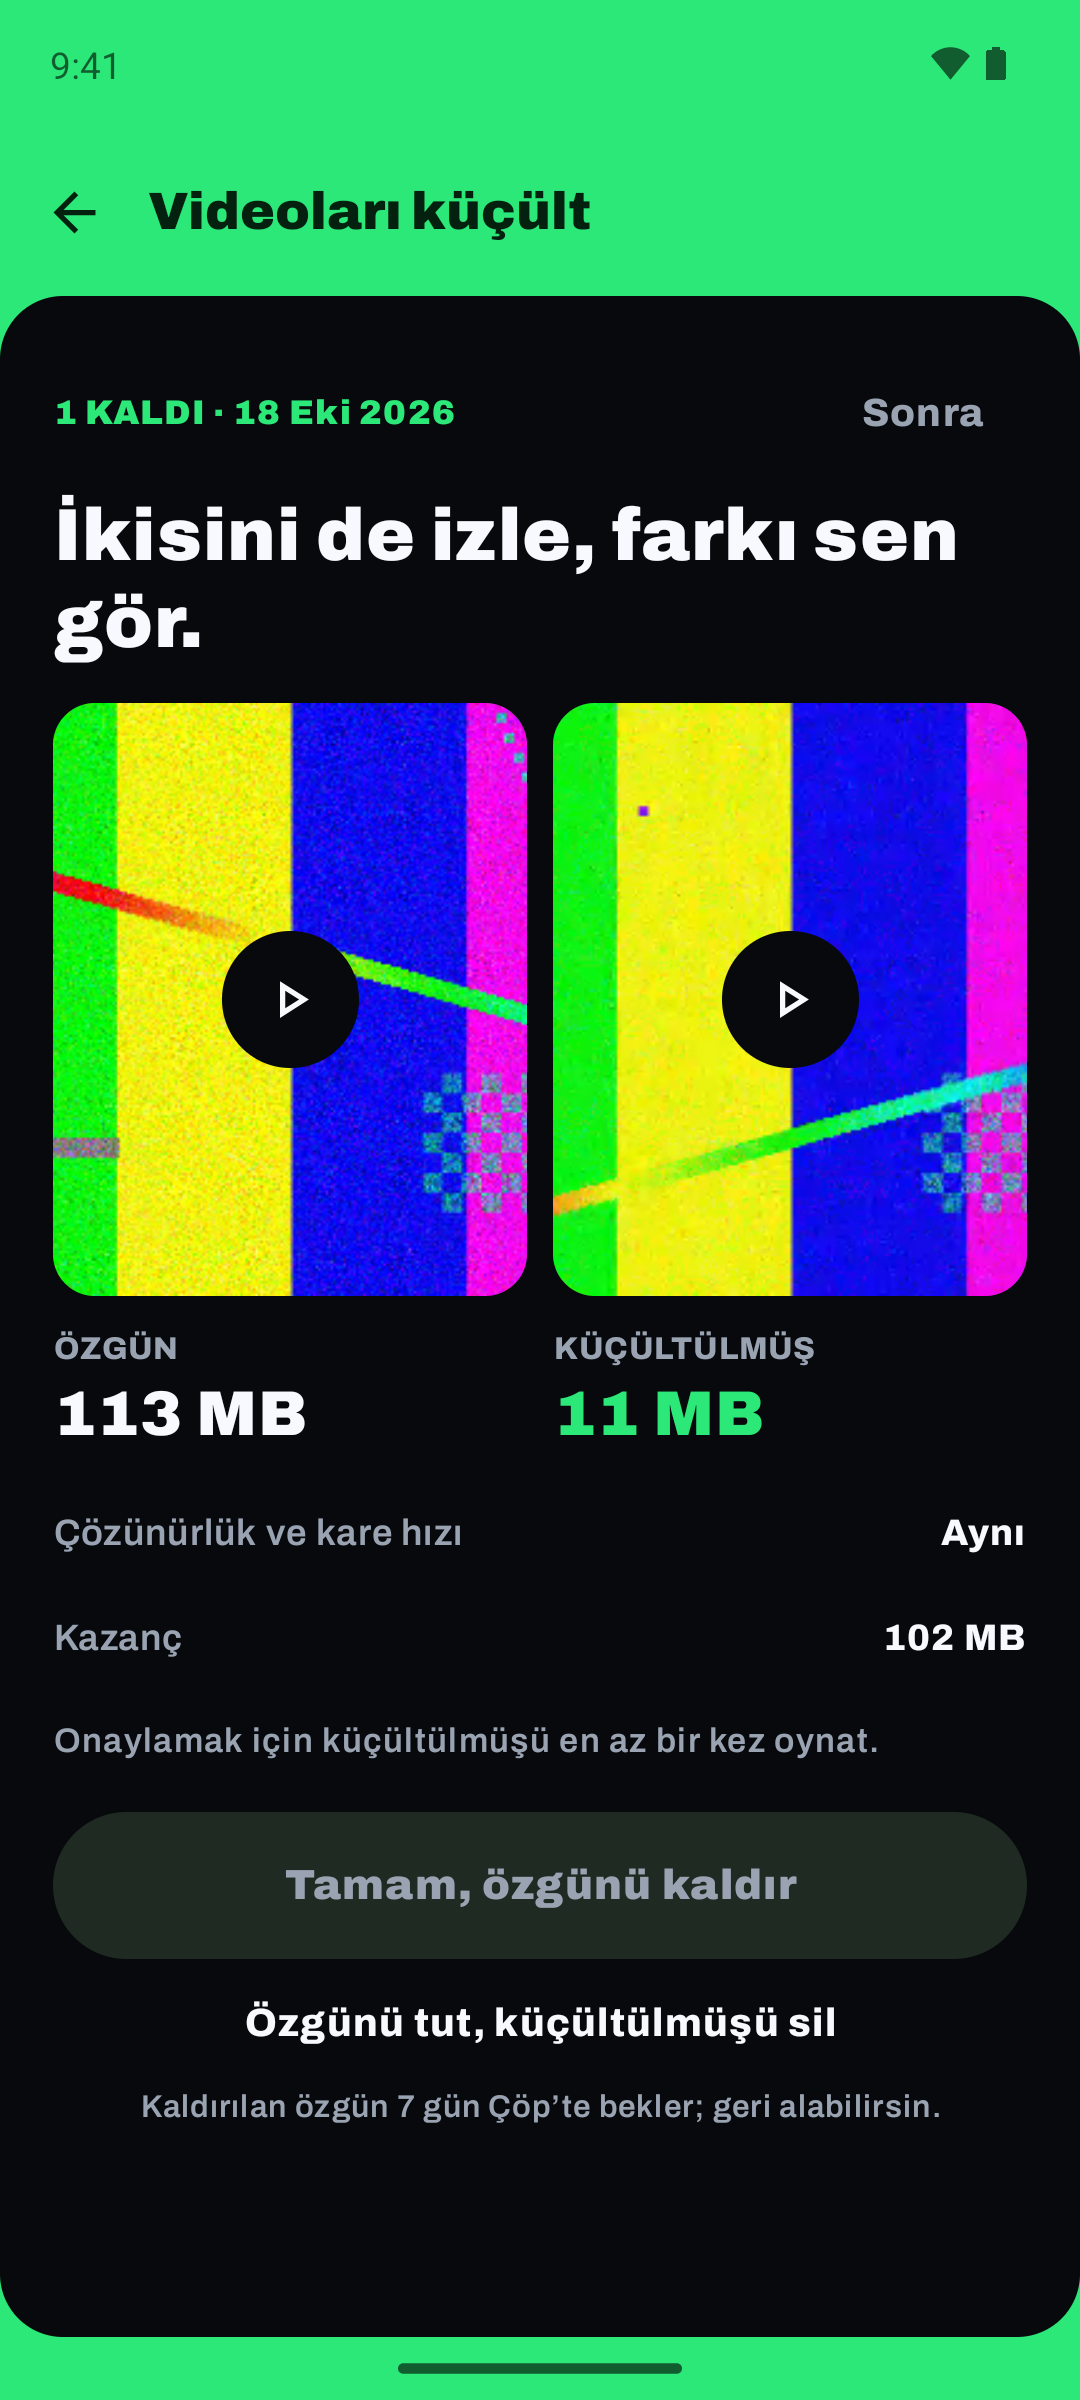 9:41
Videoları küçült
1 KALDI · 18 Eki 2026
Sonra
İkisini de izle, farkı sen
gör.
ÖZGÜN
KÜÇÜLTÜLMÜŞ
113 MB
11 MB
Çözünürlük ve kare hızı
Aynı
Kazanç
102 MB
Onaylamak için küçültülmüşü en az bir kez oynat.
Tamam, özgünü kaldır
Özgünü tut, küçültülmüşü sil
Kaldırılan özgün 7 gün Çöp’te bekler; geri alabilirsin.